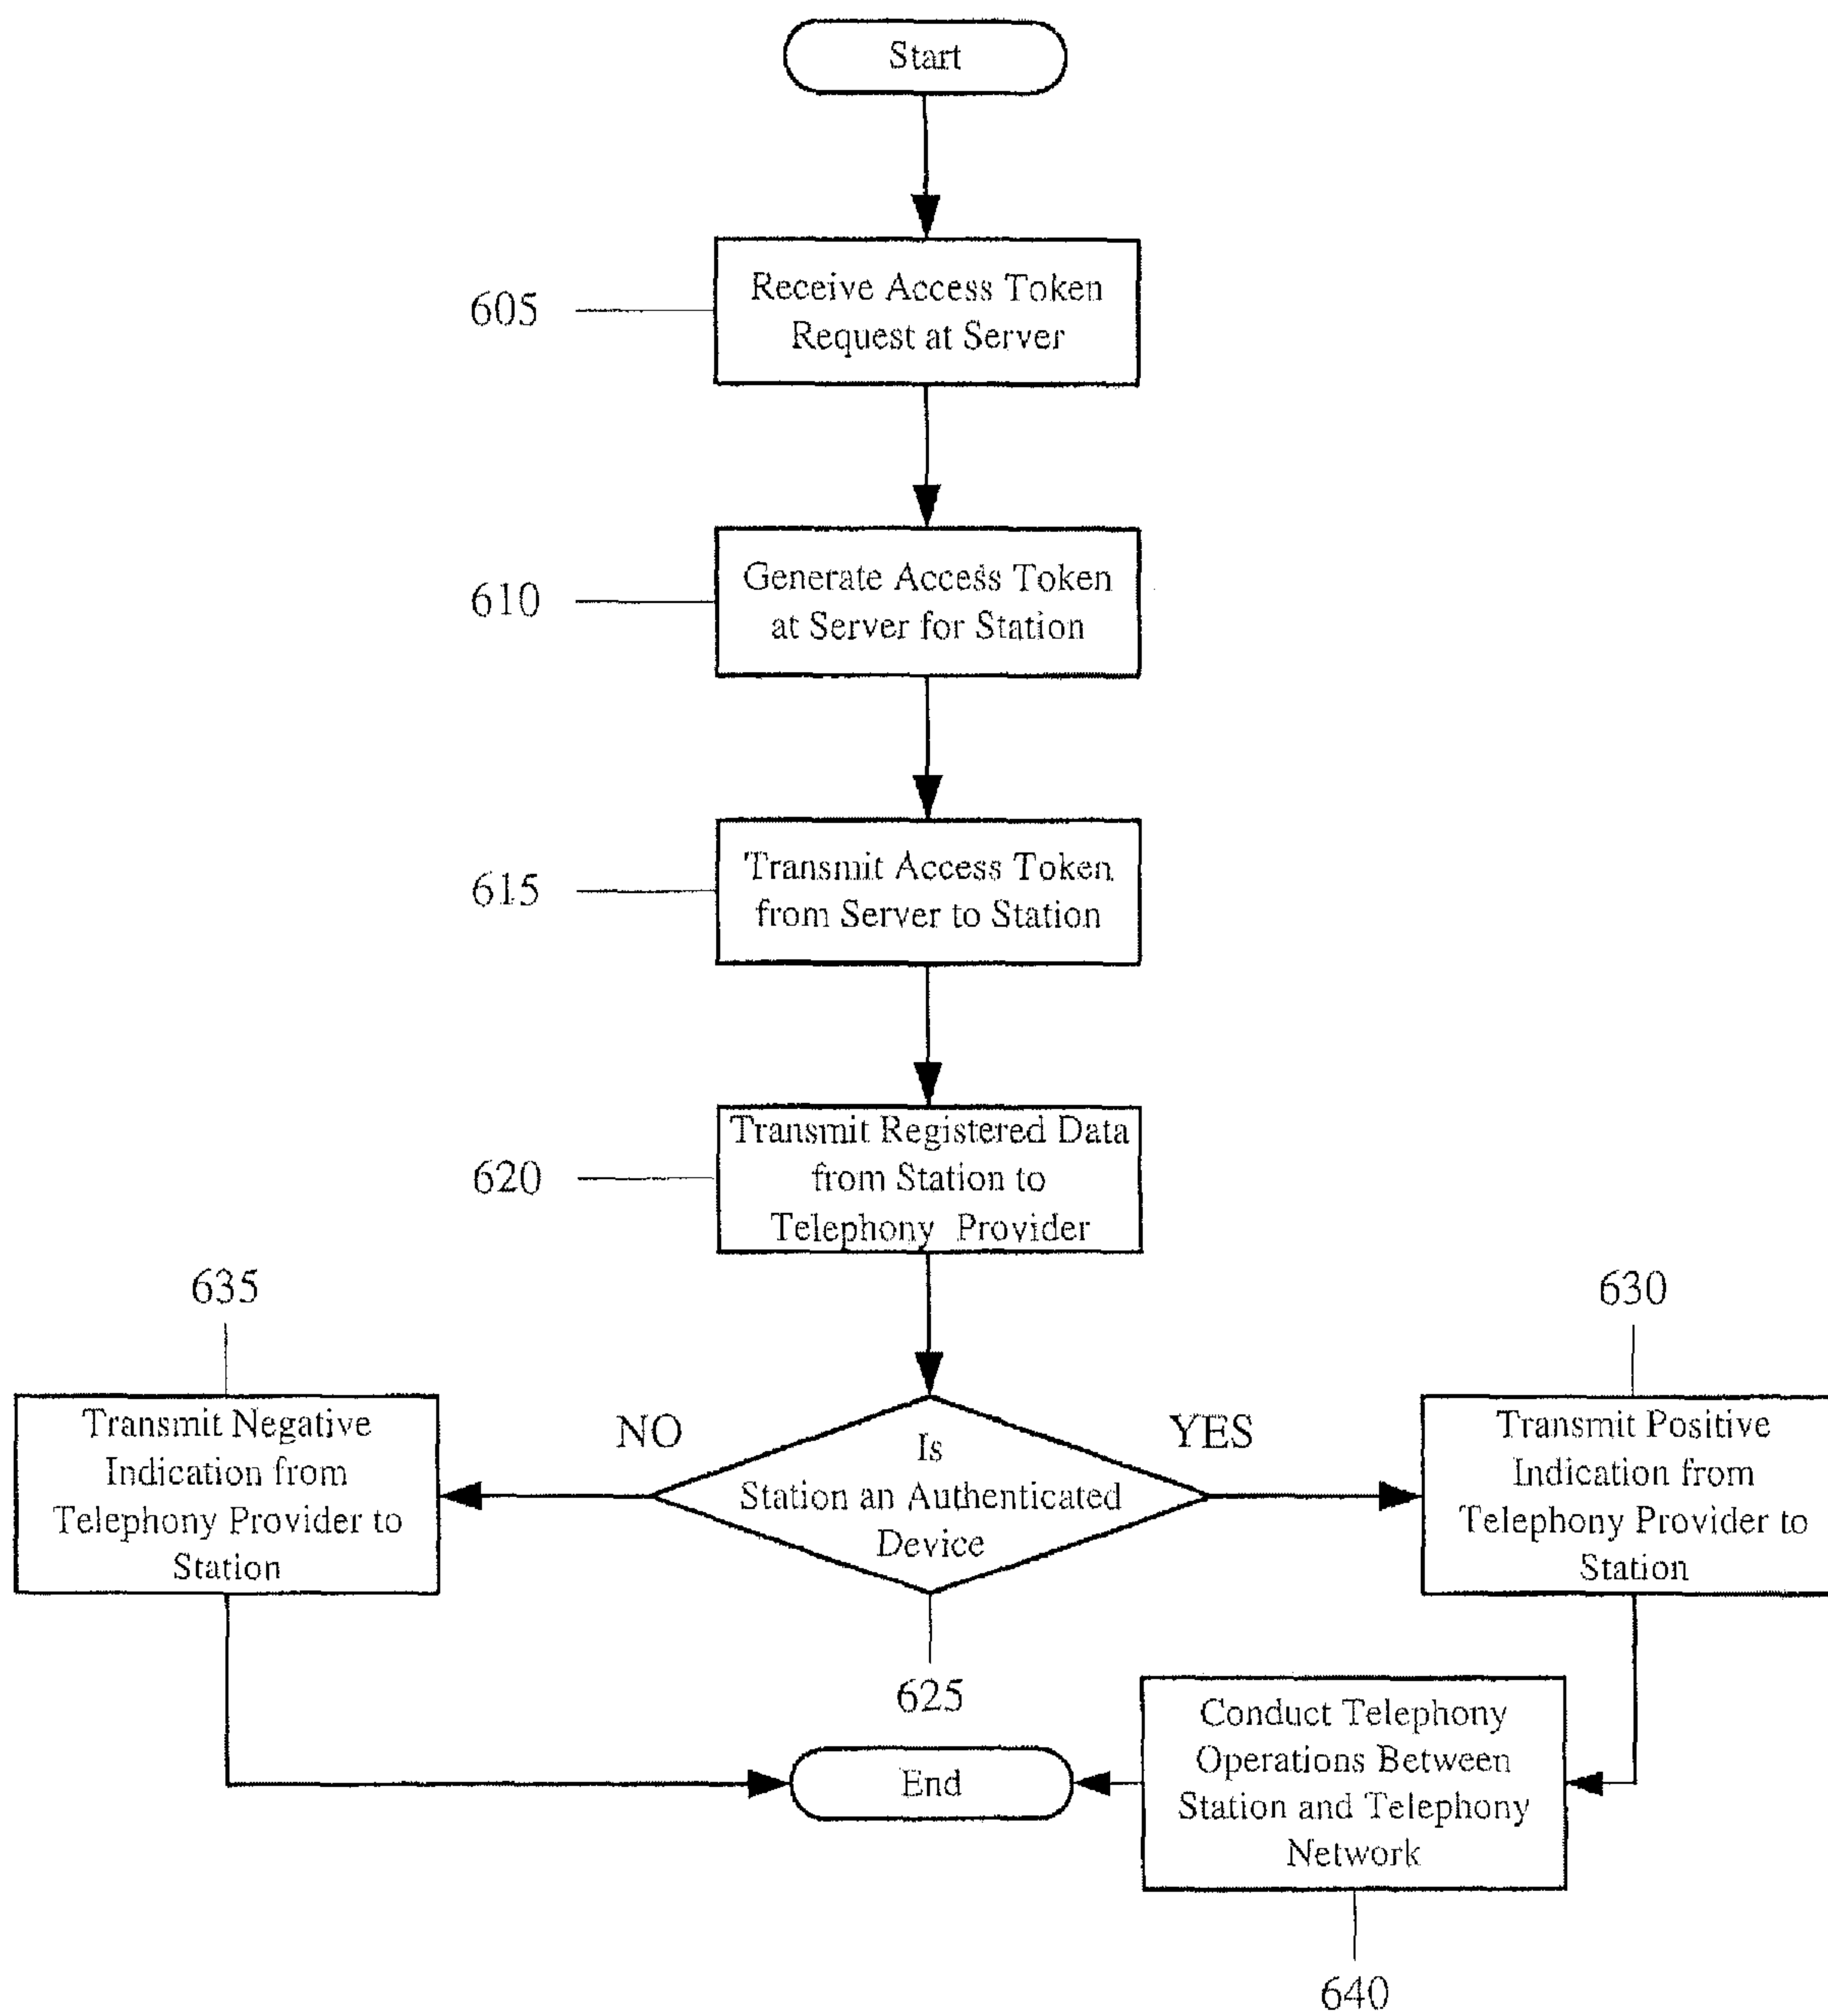 Start
605
Receive Access Token
Request at Server
610
Generate Access Token
at Server for Station
615
Transmit Access Token
from Server to Station
620
Transmit Registered Data
from Station to
Telephony Provider
635
630
Transmit Negative
Indication from
Telephony Provider to
Station
NO
Is
Station an Authenticated
Device
YES
Transmit Positive
Indication from
Telephony Provider to
Station
625
End
Conduct Telephony
Operations Between
Station and Telephony
Network
640